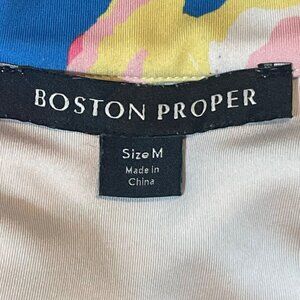 BOSTON PROPER
Size M
Made in
China